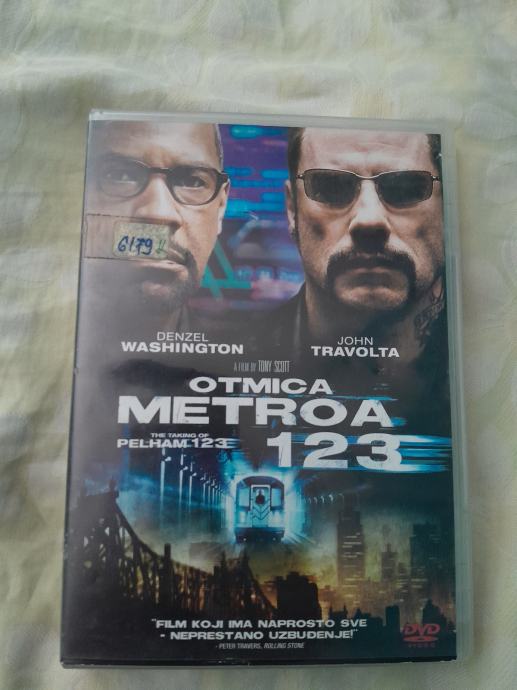 6179
DENZEL
WASHINGTON
JOHN
TRAVOLTA
A FILM BY TONY SCOTT
OTMICA
METROA
THE TAKING OF
PELHAM 123
123
"FILM KOJI IMA NAPROSTO SVE
- NEPRESTANO UZBUĐENJE!"
- PETER TRAVERS, ROLLING STONE
DVD
VIDEO